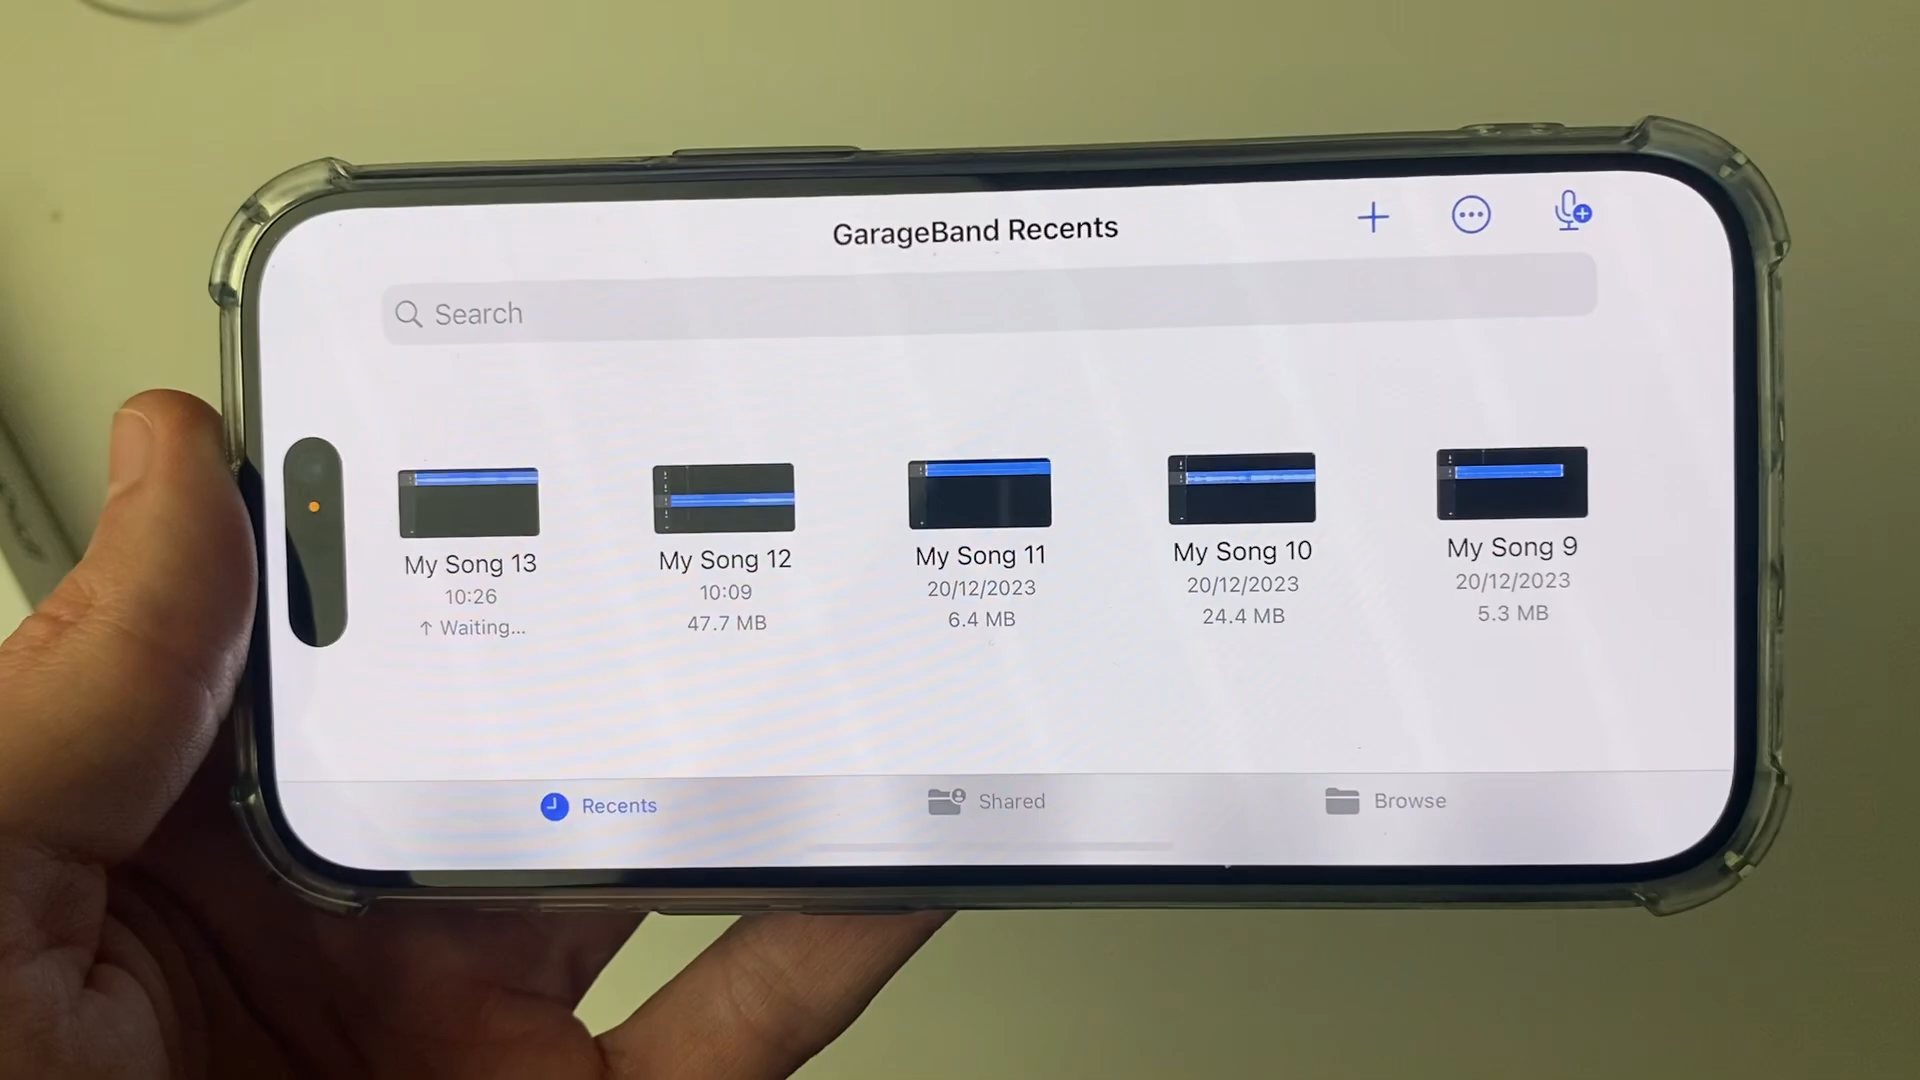 GarageBand Recents
Search
My Song 13
10:26
↑ Waiting...
My Song 12
10:09
47.7 MB
My Song 11
20/12/2023
6.4 MB
My Song 10
20/12/2023
24.4 MB
My Song 9
20/12/2023
5.3 MB
Recents
Shared
Browse